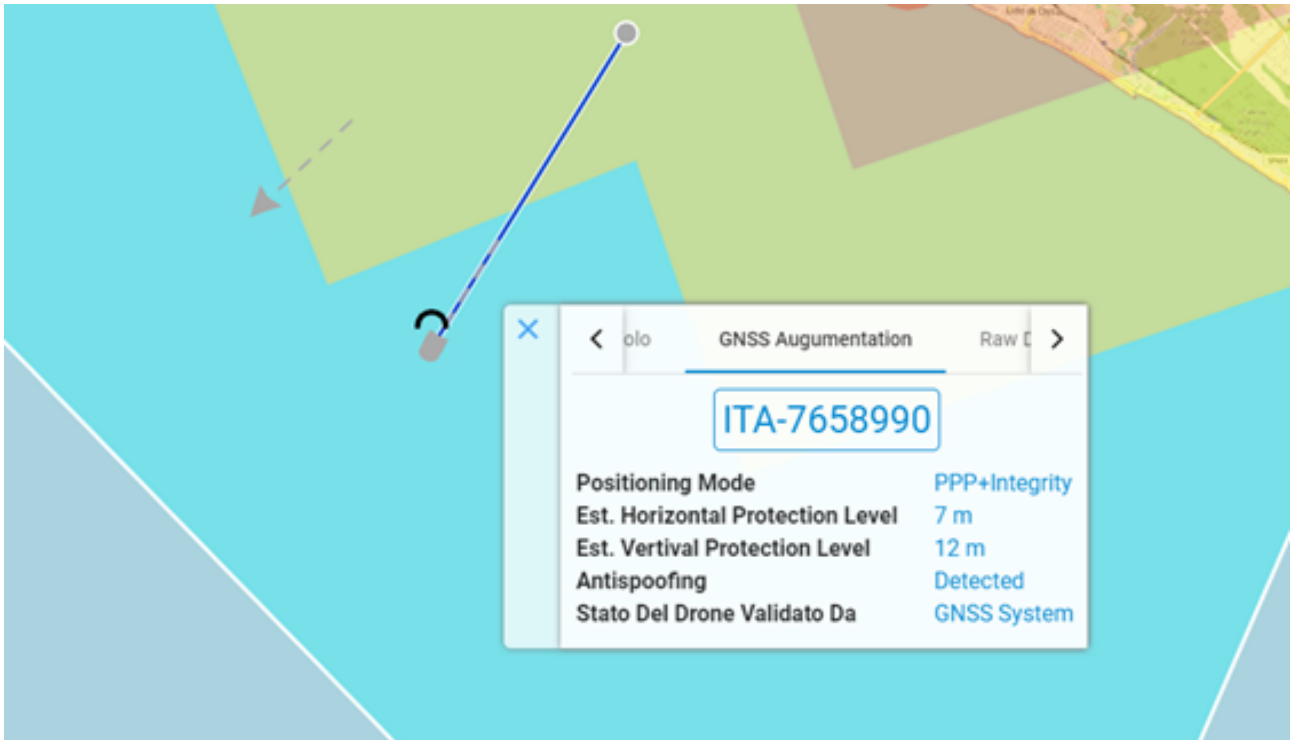 olo GNSS Augumentation Raw D
ITA-7658990
Positioning Mode PPP+Integrity
Est. Horizontal Protection Level 7 m
Est. Vertival Protection Level 12 m
Antispoofing Detected
Stato Del Drone Validato Da GNSS System